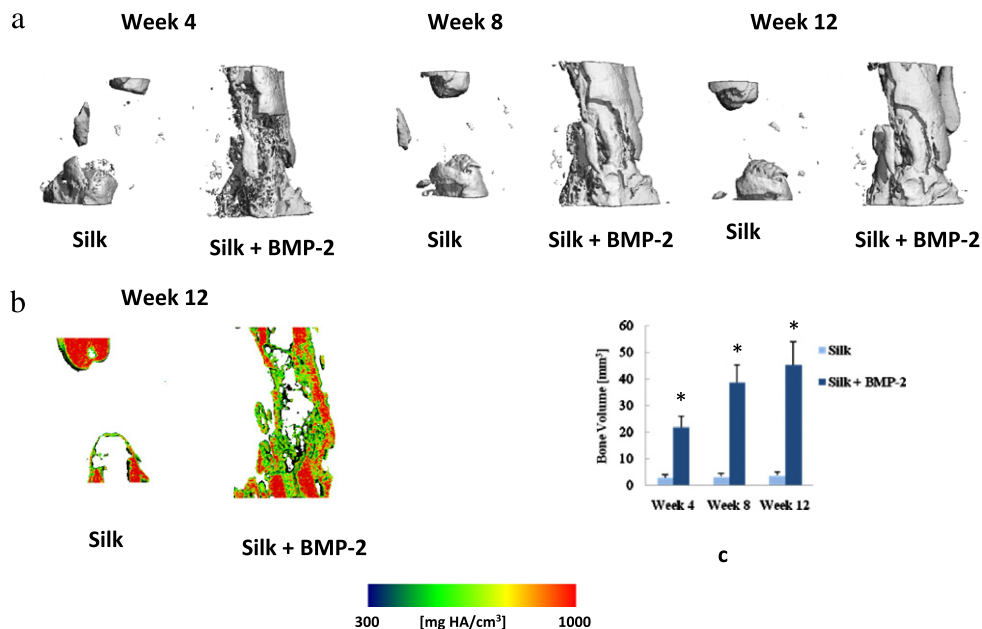 a
Week 4
Week 8
Week 12
Silk
Silk + BMP-2
Silk
Silk + BMP-2
Silk
Silk + BMP-2
b
Week 12
Silk
Silk + BMP-2
300
[mg HA/cm³]
1000
Bone Volume [mm³]
60
50
40
30
20
10
0
*
*
*
Week 4
Week 8
Week 12
Silk
Silk + BMP-2
c